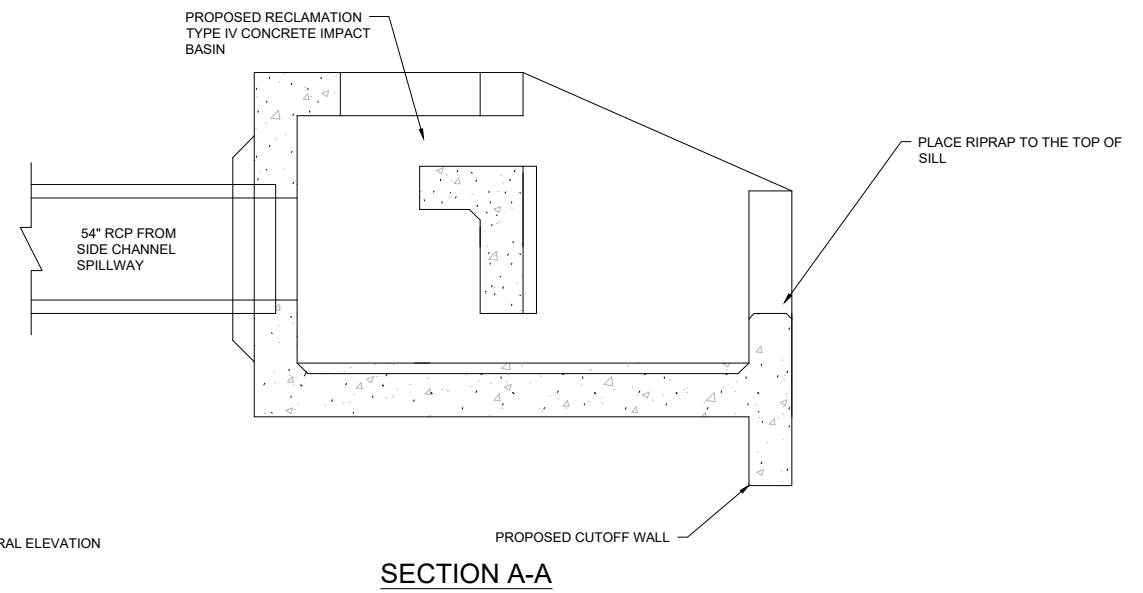 PROPOSED RECLAMATION
TYPE IV CONCRETE IMPACT
BASIN
PLACE RIPRAP TO THE TOP OF
SILL
54" RCP FROM
SIDE CHANNEL
SPILLWAY
PROPOSED CUTOFF WALL
ELEVATION
SECTION A-A